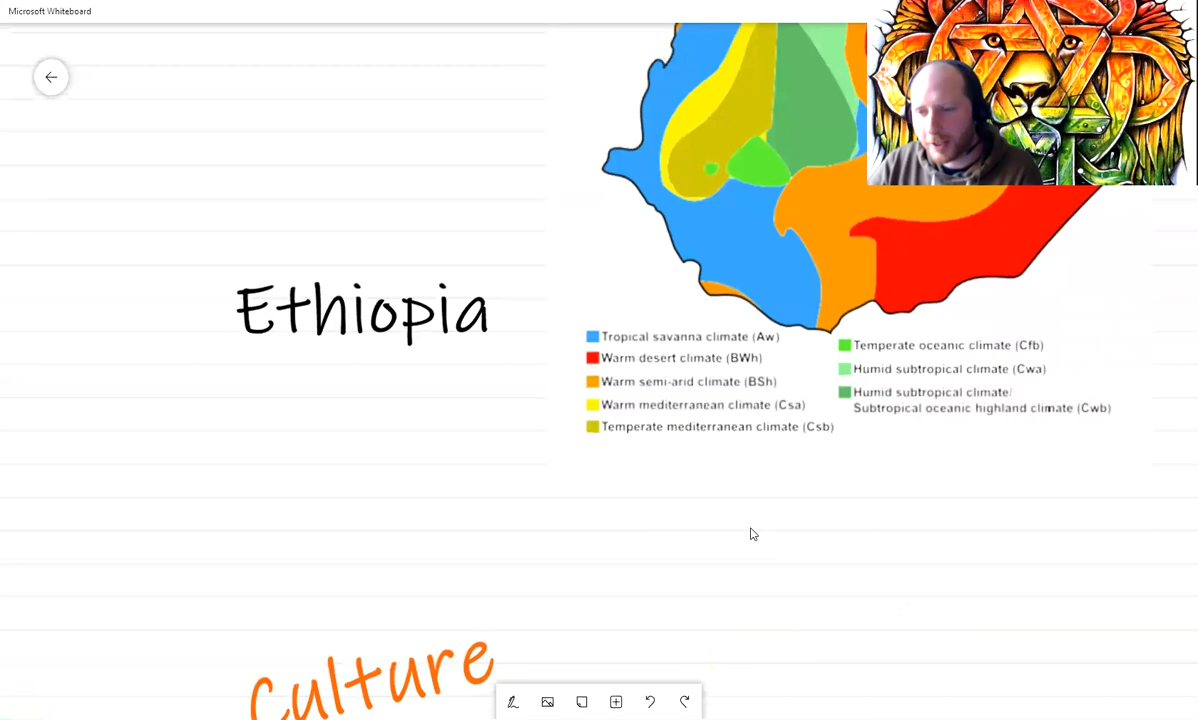 Microsoft Whiteboard
Ethiopia
Tropical savanna climate (Aw)
Warm desert climate (BWh)
Warm semi-arid climate (BSh)
Warm mediterranean climate (Csa)
Temperate mediterranean climate (Csb)
Temperate oceanic climate (Cfb)
Humid subtropical climate (Cwa)
Humid subtropical climate/
Subtropical oceanic highland climate (Cwb)
Culture